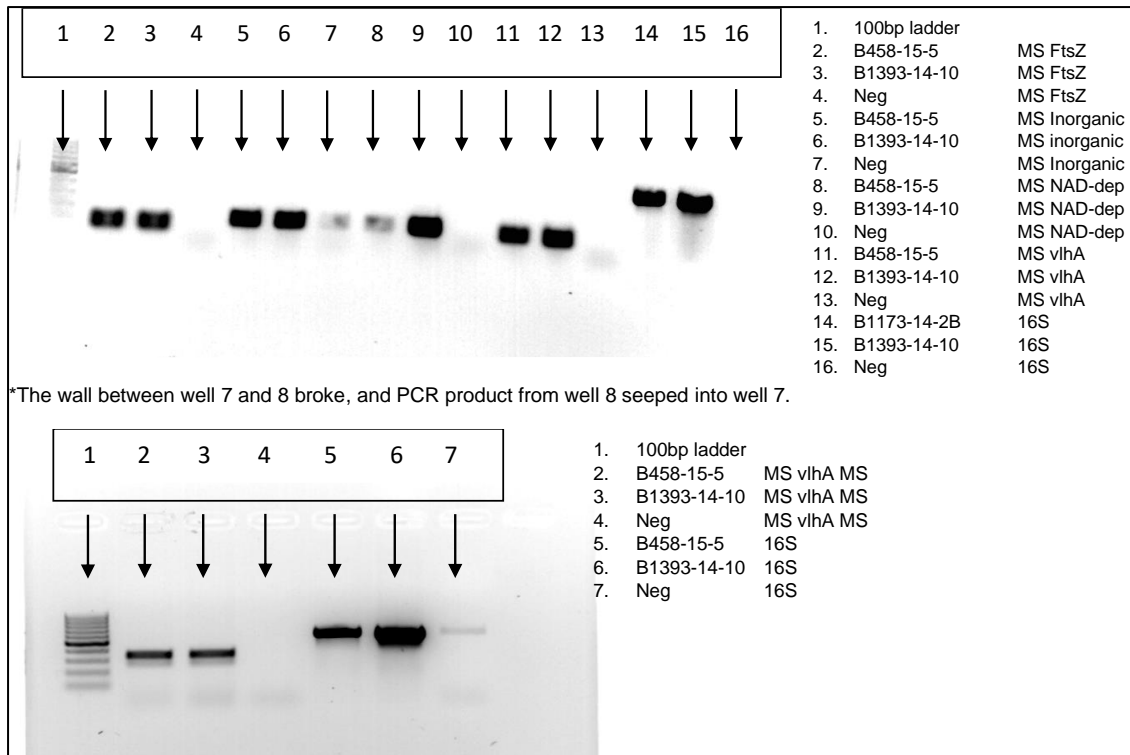 1 2 3 4 5 6 7 8 9 10 11 12 13 14 15 16
1. 100bp ladder
2. B458-15-5 MS FtsZ
3. B1393-14-10 MS FtsZ
4. Neg MS FtsZ
5. B458-15-5 MS Inorganic
6. B1393-14-10 MS inorganic
7. Neg MS Inorganic
8. B458-15-5 MS NAD-dep
9. B1393-14-10 MS NAD-dep
10. Neg MS NAD-dep
11. B458-15-5 MS vlhA
12. B1393-14-10 MS vlhA
13. Neg MS vlhA
14. B1173-14-2B 16S
15. B1393-14-10 16S
16. Neg 16S
*The wall between well 7 and 8 broke, and PCR product from well 8 seeped into well 7.
1 2 3 4 5 6 7
1. 100bp ladder
2. B458-15-5 MS vlhA MS
3. B1393-14-10 MS vlhA MS
4. Neg MS vlhA MS
5. B458-15-5 16S
6. B1393-14-10 16S
7. Neg 16S